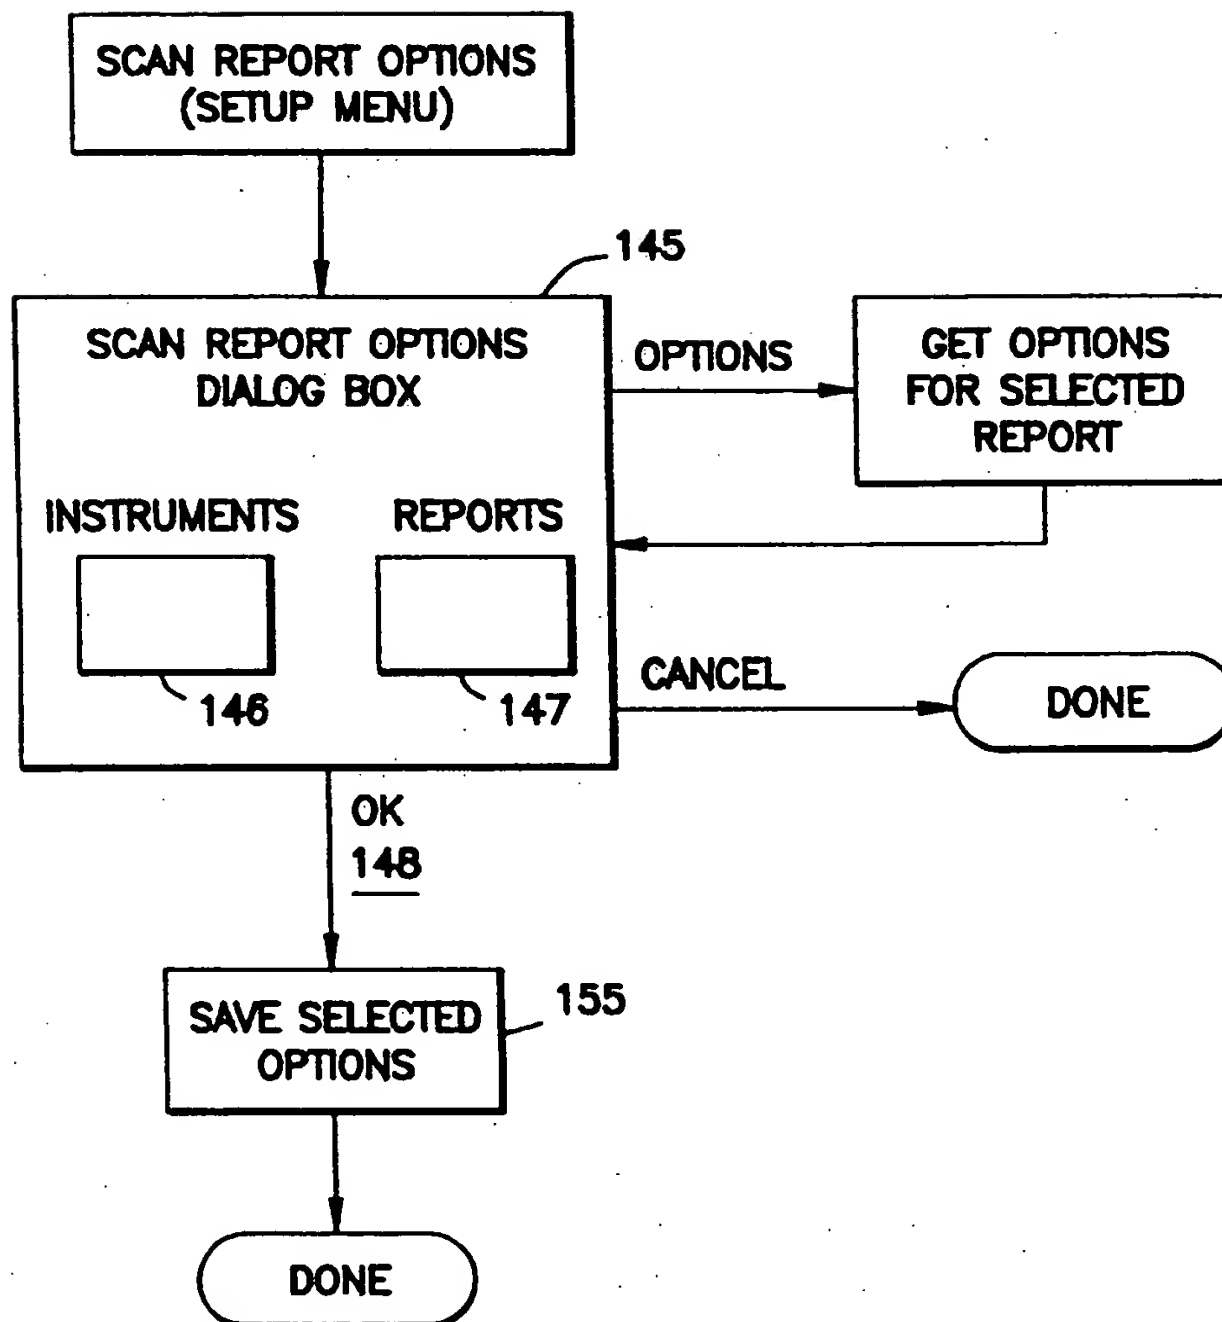 SCAN REPORT OPTIONS
(SETUP MENU)
145
SCAN REPORT OPTIONS
DIALOG BOX
OPTIONS
GET OPTIONS
FOR SELECTED
REPORT
INSTRUMENTS
REPORTS
146
147
CANCEL
DONE
OK
148
SAVE SELECTED
OPTIONS
155
DONE